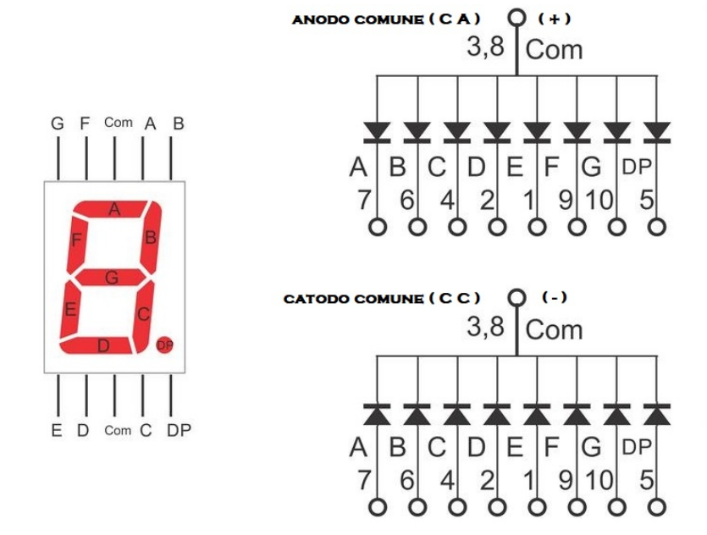 ANODO COMUNE ( C A ) ( + )
3,8 Com
A B C D E F G DP
7 6 4 2 1 9 10 5
G F Com A B
A
F B
G
E C
D DP
E D Com C DP
CATODO COMUNE ( C C ) ( - )
3,8 Com
A B C D E F G DP
7 6 4 2 1 9 10 5